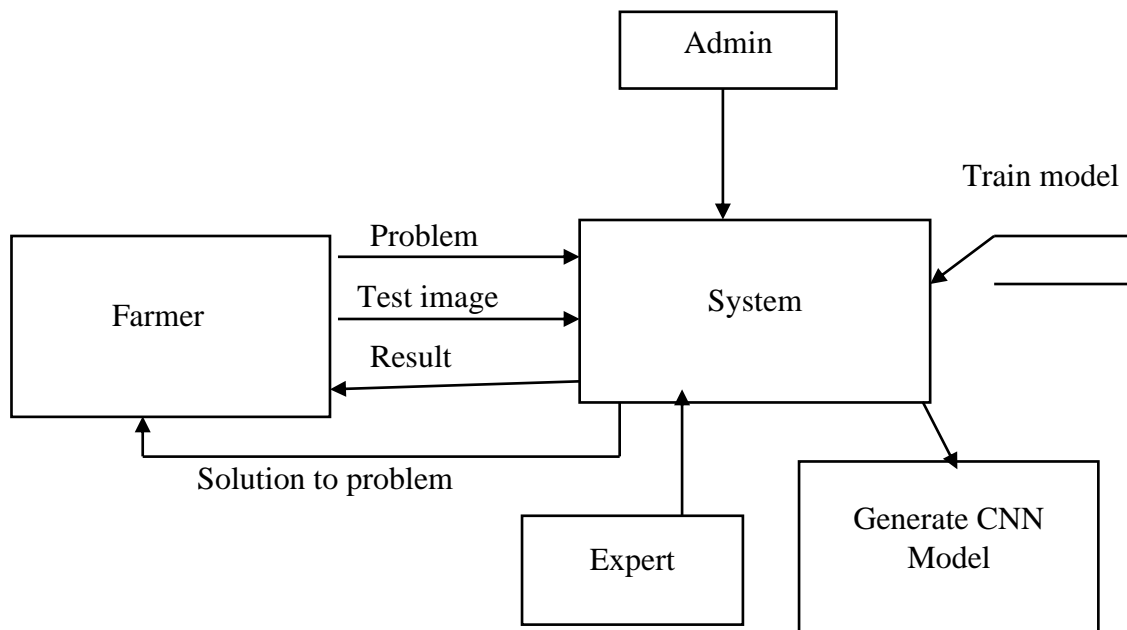 Admin
Train model
Problem
Test image
Farmer
System
Result
Solution to problem
Generate CNN
Model
Expert